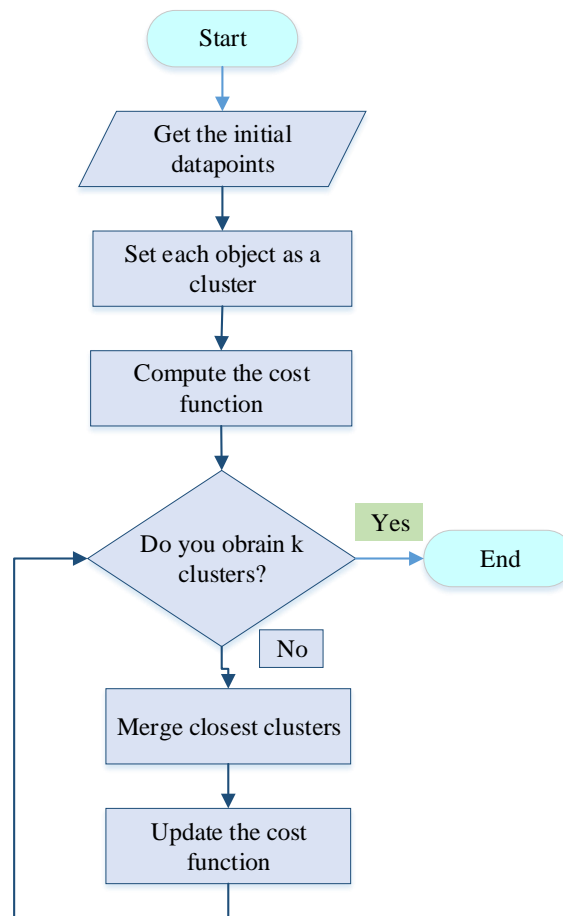 Start
Get the initial
datapoints
Set each object as a
cluster
Compute the cost
function
Do you obrain k
clusters?
Yes
End
No
Merge closest clusters
Update the cost
function